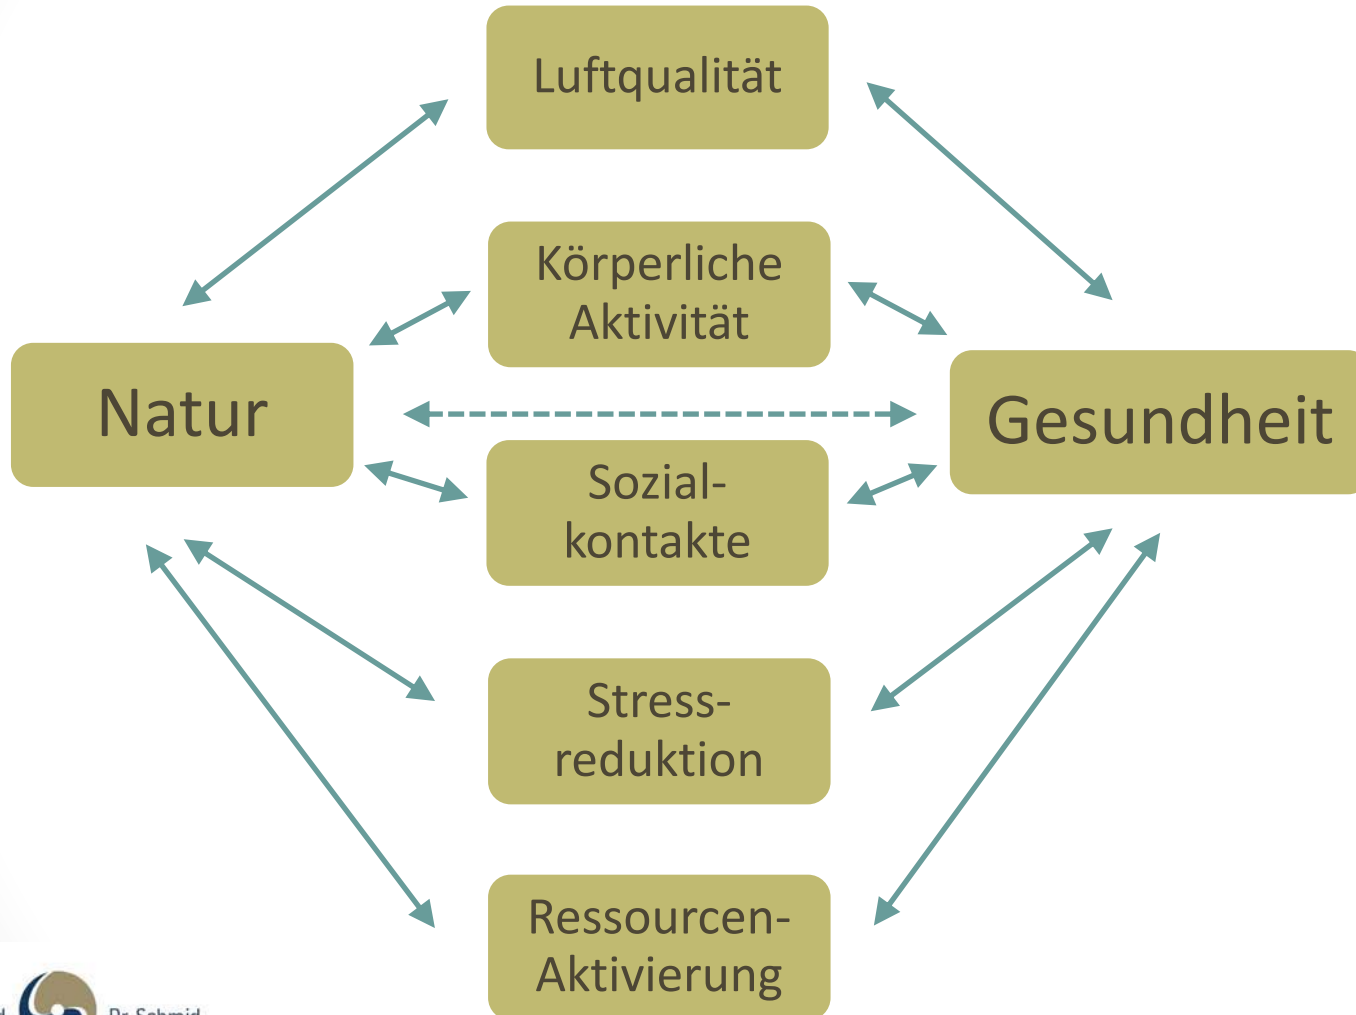 Luftqualität
Körperliche
Aktivität
Natur
Gesundheit
Sozial-
kontakte
Stress-
reduktion
Ressourcen-
Aktivierung